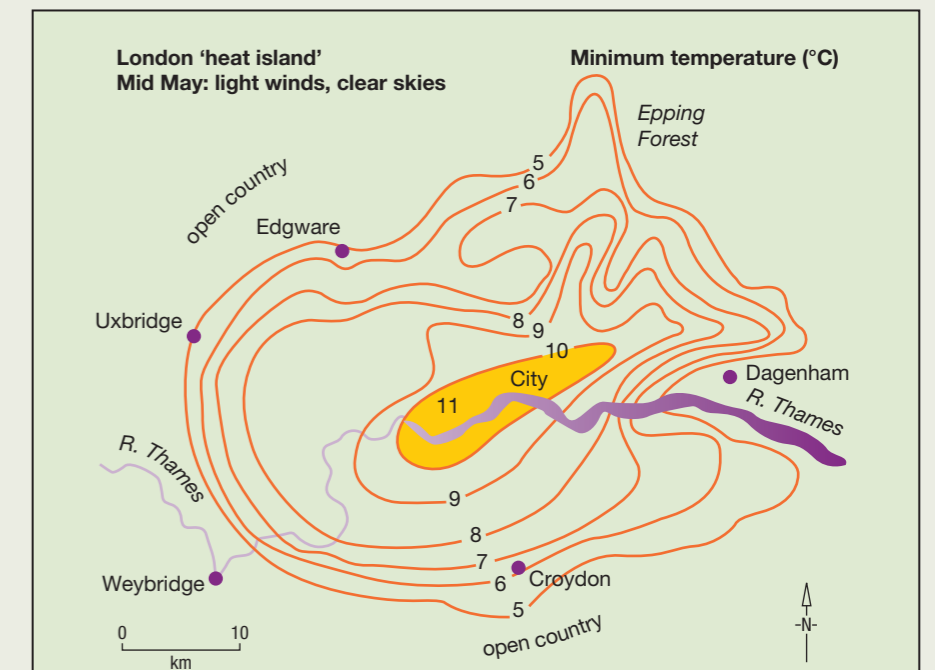 London ‘heat island’
Mid May: light winds, clear skies
Minimum temperature (°C)
Epping
Forest
open country
5
6
7
Edgware
Uxbridge
8
9
10
City
11
Dagenham
R. Thames
R. Thames
9
8
7
6
Croydon
5
Weybridge
open country
0 10
km
-N-